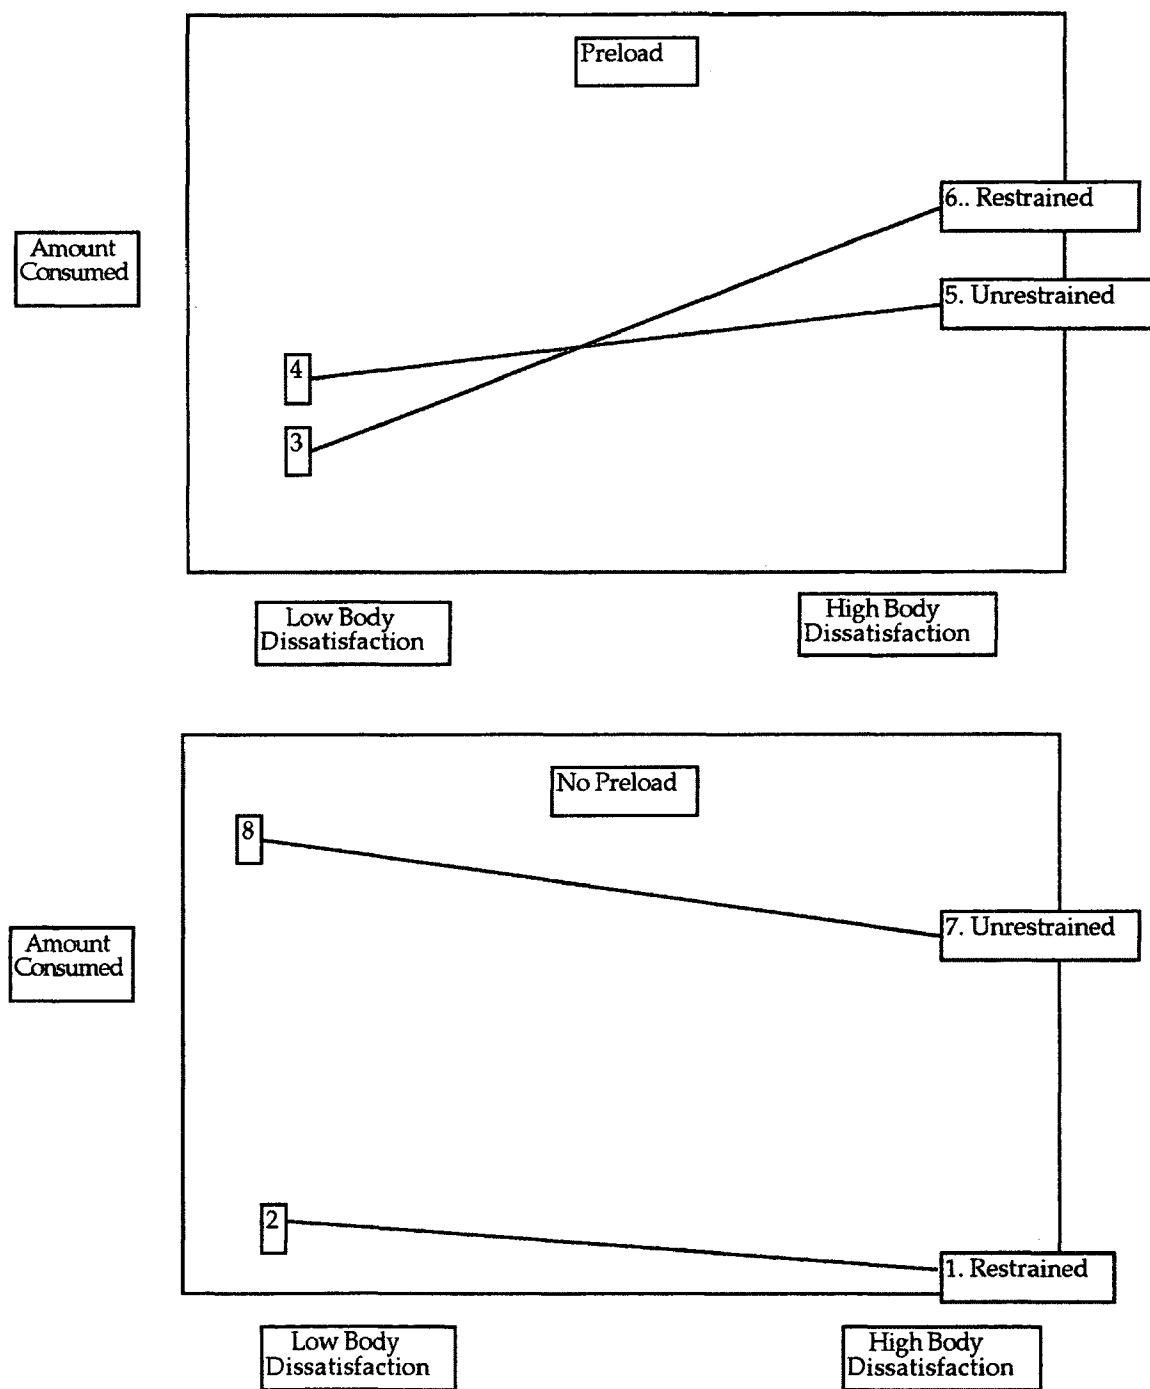 Preload
6.. Restrained
Amount
Consumed
5. Unrestrained
4
3
Low Body
Dissatisfaction
High Body
Dissatisfaction
No Preload
8
7. Unrestrained
Amount
Consumed
2
1. Restrained
Low Body
Dissatisfaction
High Body
Dissatisfaction